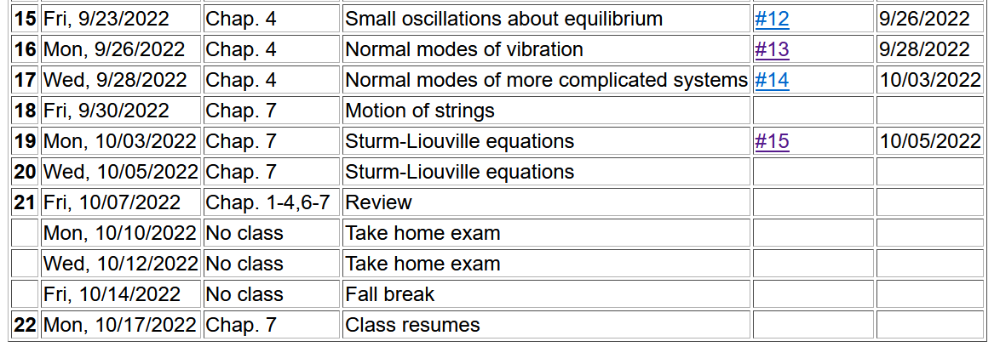 15 Fri, 9/23/2022 Chap. 4 Small oscillations about equilibrium #12 9/26/2022
16 Mon, 9/26/2022 Chap. 4 Normal modes of vibration #13 9/28/2022
17 Wed, 9/28/2022 Chap. 4 Normal modes of more complicated systems #14 10/03/2022
18 Fri, 9/30/2022 Chap. 7 Motion of strings
19 Mon, 10/03/2022 Chap. 7 Sturm-Liouville equations #15 10/05/2022
20 Wed, 10/05/2022 Chap. 7 Sturm-Liouville equations
21 Fri, 10/07/2022 Chap. 1-4,6-7 Review
Mon, 10/10/2022 No class Take home exam
Wed, 10/12/2022 No class Take home exam
Fri, 10/14/2022 No class Fall break
22 Mon, 10/17/2022 Chap. 7 Class resumes